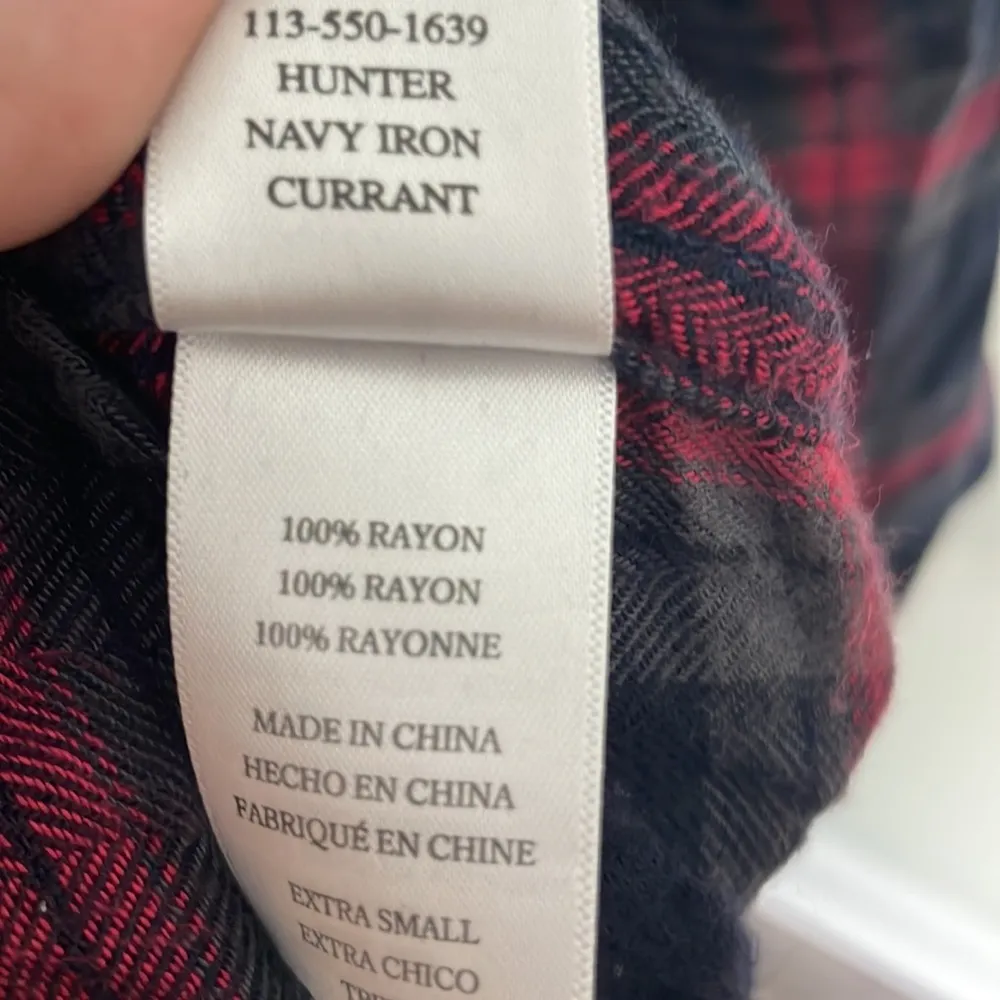 113-550-1639
HUNTER
NAVY IRON
CURRANT
100% RAYON
100% RAYON
100% RAYONNE
MADE IN CHINA
HECHO EN CHINA
FABRIQUÉ EN CHINE
EXTRA SMALL
EXTRA CHICO